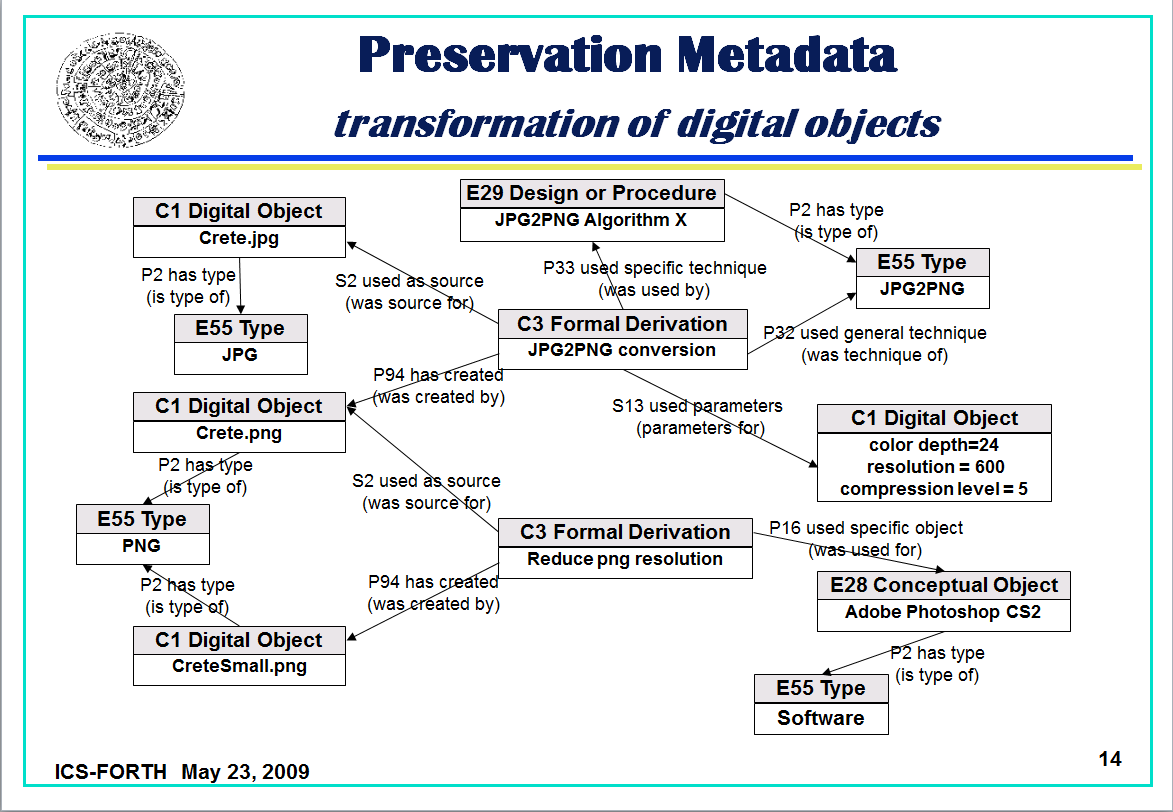 Preservation Metadata
transformation of digital objects
C1 Digital Object
Crete.jpg
P2 has type
(is type of)
E55 Type
JPG
S2 used as source
(was source for)
E29 Design or Procedure
JPG2PNG Algorithm X
P2 has type
(is type of)
E55 Type
JPG2PNG
P33 used specific technique
(was used by)
C3 Formal Derivation
JPG2PNG conversion
P32 used general technique
(was technique of)
P94 has created
(was created by)
S13 used parameters
(parameters for)
C1 Digital Object
color depth=24
resolution = 600
compression level = 5
C1 Digital Object
Crete.png
P2 has type
(is type of)
E55 Type
PNG
S2 used as source
(was source for)
C3 Formal Derivation
Reduce png resolution
P16 used specific object
(was used for)
E28 Conceptual Object
Adobe Photoshop CS2
P2 has type
(is type of)
E55 Type
Software
P94 has created
(was created by)
P2 has type
(is type of)
C1 Digital Object
CreteSmall.png
ICS-FORTH May 23, 2009
14